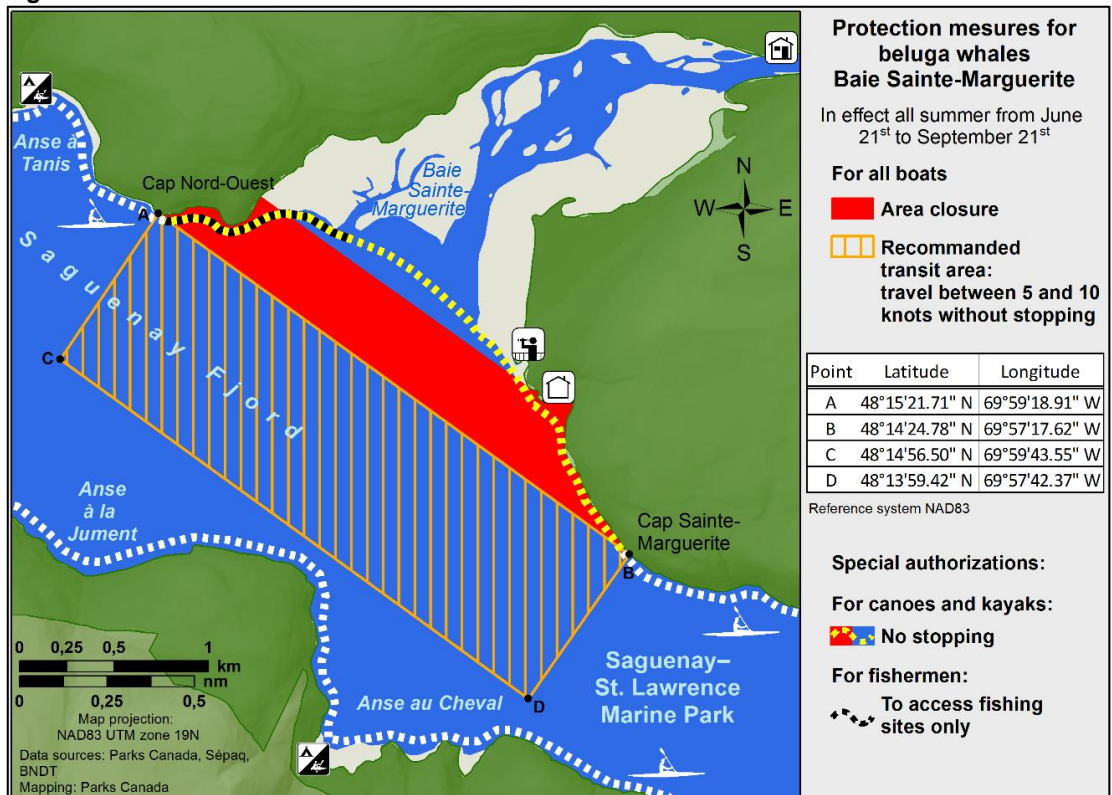 Anse à
Tanis
Cap Nord-Ouest
Baie
Sainte-
Marguerite
N
W E
S
A
Saguenay Fjord
C
Anse
à la
Jument
Cap Sainte-
Marguerite
B
0 0,25 0,5 1
km
nm
0 0,25 0,5
Map projection:
NAD83 UTM zone 19N
Data sources: Parks Canada, Sépaq,
BNDT
Mapping: Parks Canada
Anse au Cheval
D
Saguenay–
St. Lawrence
Marine Park
Protection mesures for
beluga whales
Baie Sainte-Marguerite
In effect all summer from June
21st to September 21st
For all boats
Area closure
Recommanded
transit area:
travel between 5 and 10
knots without stopping
Point Latitude Longitude
A 48°15'21.71" N 69°59'18.91" W
B 48°14'24.78" N 69°57'17.62" W
C 48°14'56.50" N 69°59'43.55" W
D 48°13'59.42" N 69°57'42.37" W
Reference system NAD83
Special authorizations:
For canoes and kayaks:
No stopping
For fishermen:
To access fishing
sites only